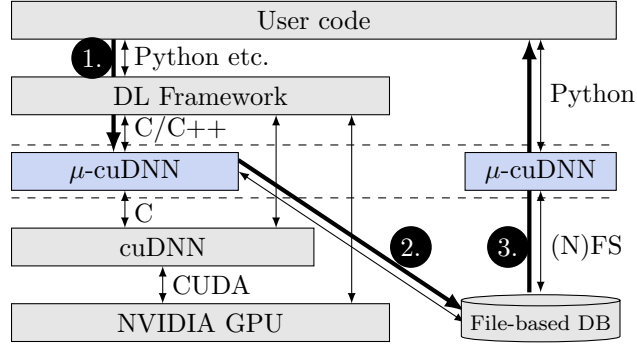 User code
1.
Python etc.
DL Framework
Python
C/C++
μ-cuDNN
μ-cuDNN
C
2.
3.
(N)FS
cuDNN
CUDA
NVIDIA GPU
File-based DB